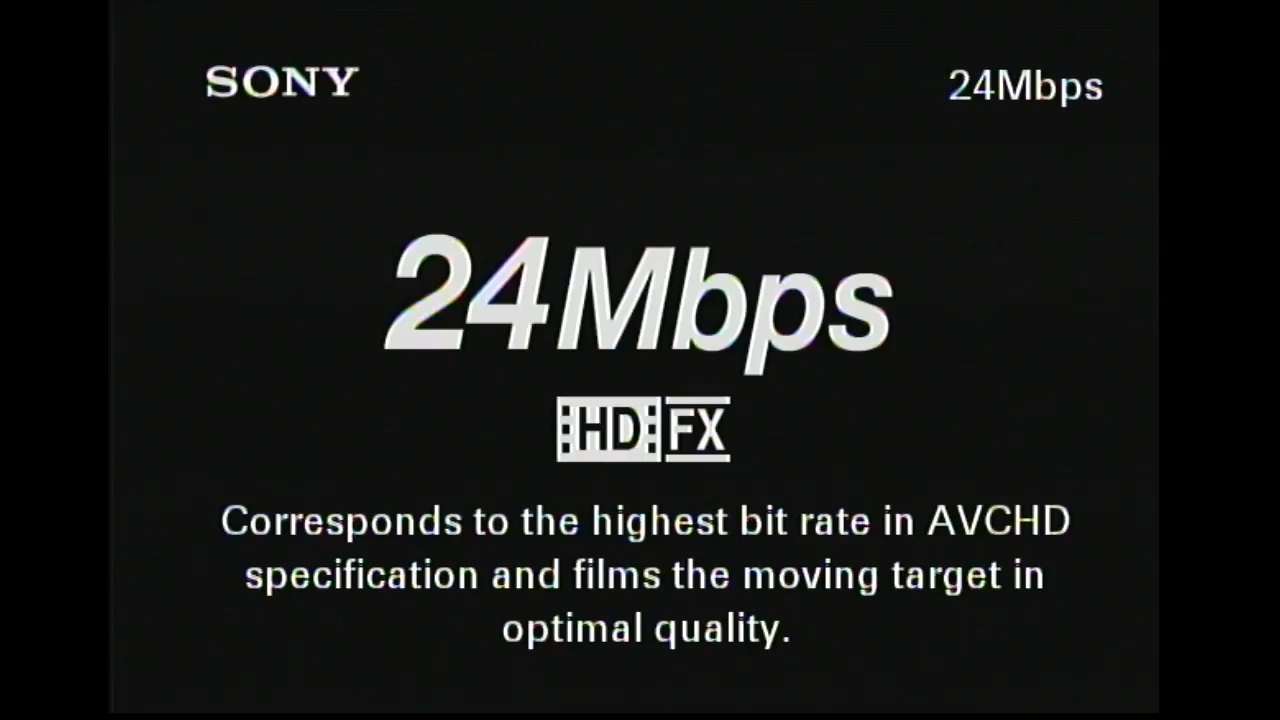 SONY
24Mbps
24Mbps
HD FX
Corresponds to the highest bit rate in AVCHD
specification and films the moving target in
optimal quality.